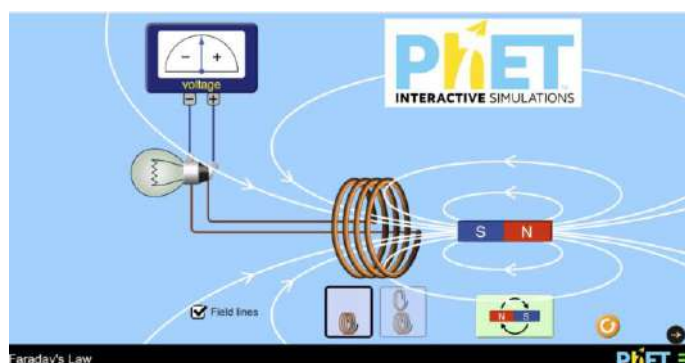 PhET
INTERACTIVE SIMULATIONS
− +
voltage
− +
S N
Field lines
N S
Faraday's Law
PhET